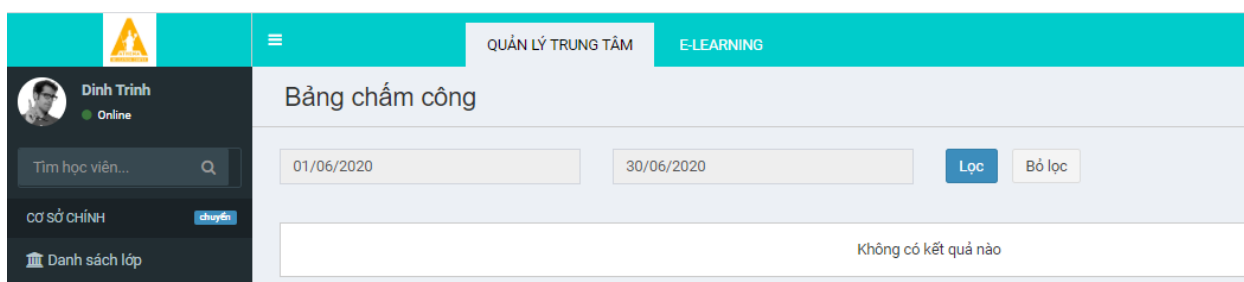 QUẢN LÝ TRUNG TÂM
E-LEARNING
Dinh Trinh
Online
Tìm học viên...
CƠ SỞ CHÍNH
chuyển
Danh sách lớp
Bảng chấm công
01/06/2020
30/06/2020
Lọc
Bỏ lọc
Không có kết quả nào